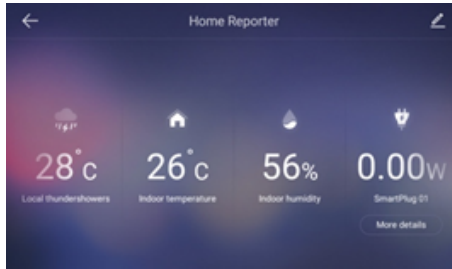 Home Reporter
28°c 26°c 56% 0.00w
Local thundershowers Indoor temperature Indoor humidity SmartPlug 01
More details